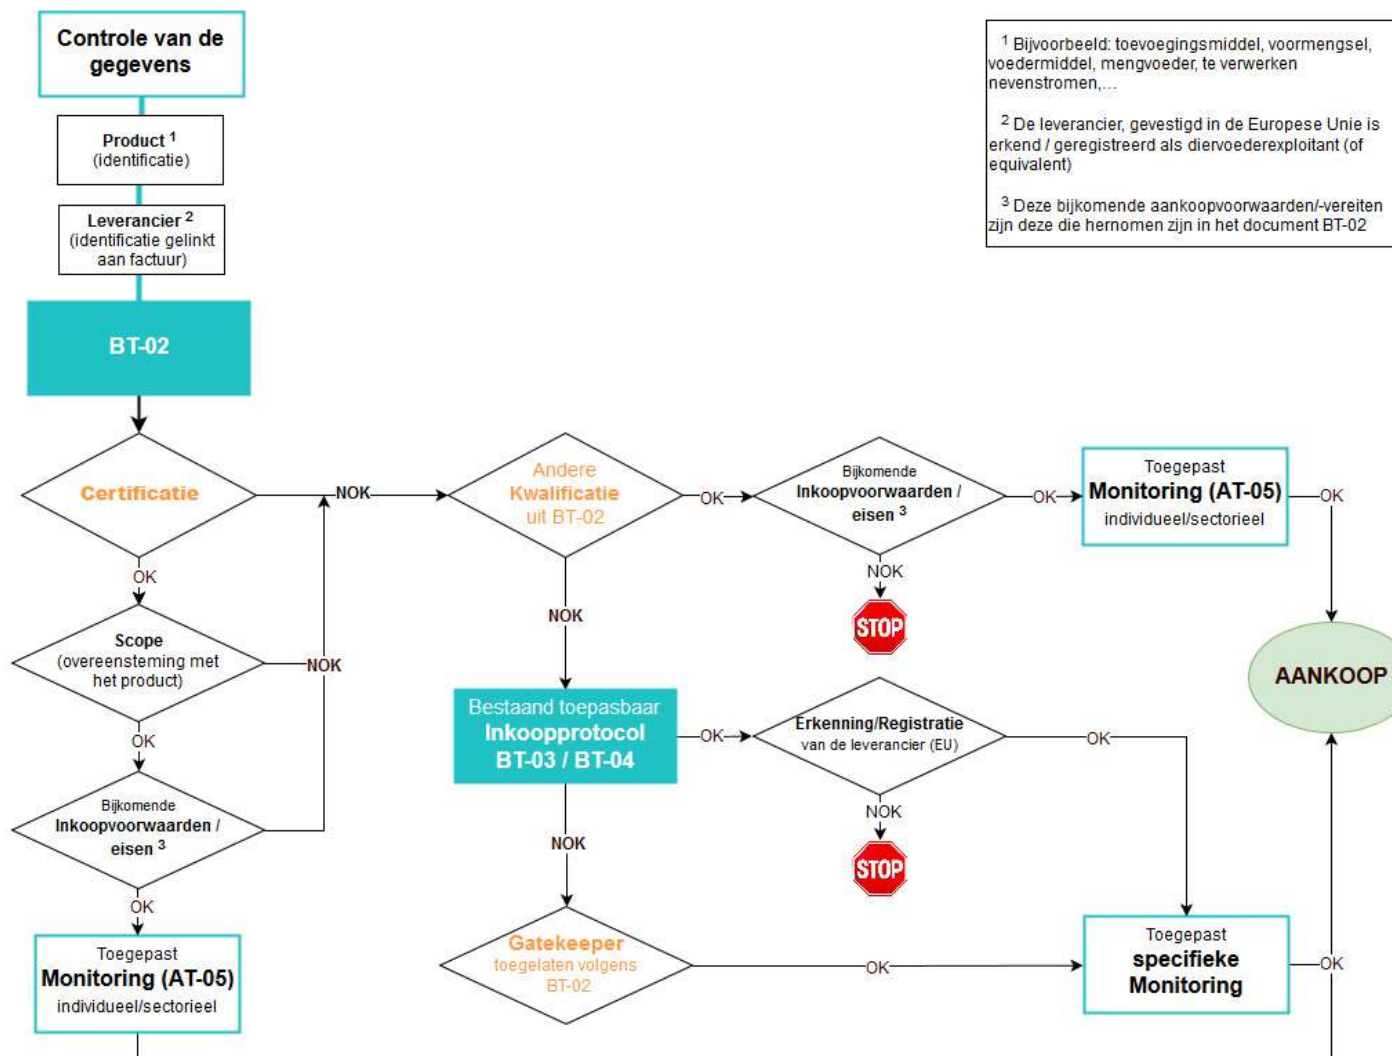 Controle van de
gegevens
Product 1
(identificatie)
Leverancier 2
(identificatie gelinkt
aan factuur)
BT-02
1 Bijvoorbeeld: toevoegingsmiddel, voormengsel,
voedermiddel, mengvoeder, te verwerken
nevenstromen,...
2 De leverancier, gevestigd in de Europese Unie is
erkend / geregistreerd als diervoederexploitant (of
equivalent)
3 Deze bijkomende aankoopvoorwaarden/-vereiten
zijn deze die hernomen zijn in het document BT-02
Certificatie
NOK
Andere
Kwalificatie
uit BT-02
OK
Bijkomende
Inkoopvoorwaarden /
eisen 3
OK
Toegepast
Monitoring (AT-05)
individueel/sectorieel
OK
OK
NOK
STOP
NOK
Scope
(overeensteming met
het product)
NOK
AANKOOP
OK
Bestaand toepasbaar
Inkoopprotocol
BT-03 / BT-04
OK
Erkenning/Registratie
van de leverancier (EU)
OK
NOK
STOP
Bijkomende
Inkoopvoorwaarden /
eisen 3
NOK
OK
Gatekeeper
toegelaten volgens
BT-02
OK
Toegepast
specifieke
Monitoring
OK
Toegepast
Monitoring (AT-05)
individueel/sectorieel